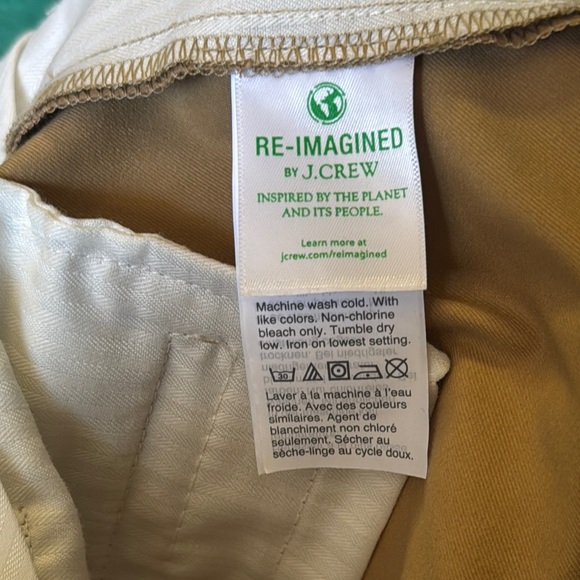 RE-IMAGINED
BY J.CREW
INSPIRED BY THE PLANET
AND ITS PEOPLE.
Learn more at
jcrew.com/reimagined
Machine wash cold. With
like colors. Non-chlorine
bleach only. Tumble dry
low. Iron on lowest setting.
30
Laver à la machine à l'eau
froide. Avec des couleurs
similaires. Agent de
blanchiment non chloré
seulement. Sécher au
sèche-linge au cycle doux.